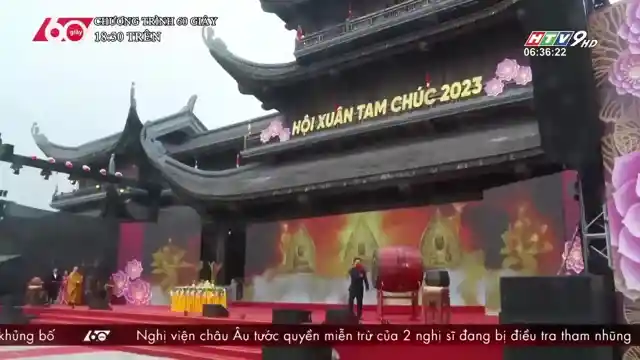 60
giây
CHƯƠNG TRÌNH 60 GIÂY
18:30 TRÊN
HTV9 HD
06:36:22
HỘI XUÂN TAM CHÚC 2023
khủng bố
60
Nghị viện châu Âu tước quyền miễn trừ của 2 nghị sĩ đang bị điều tra tham nhũng